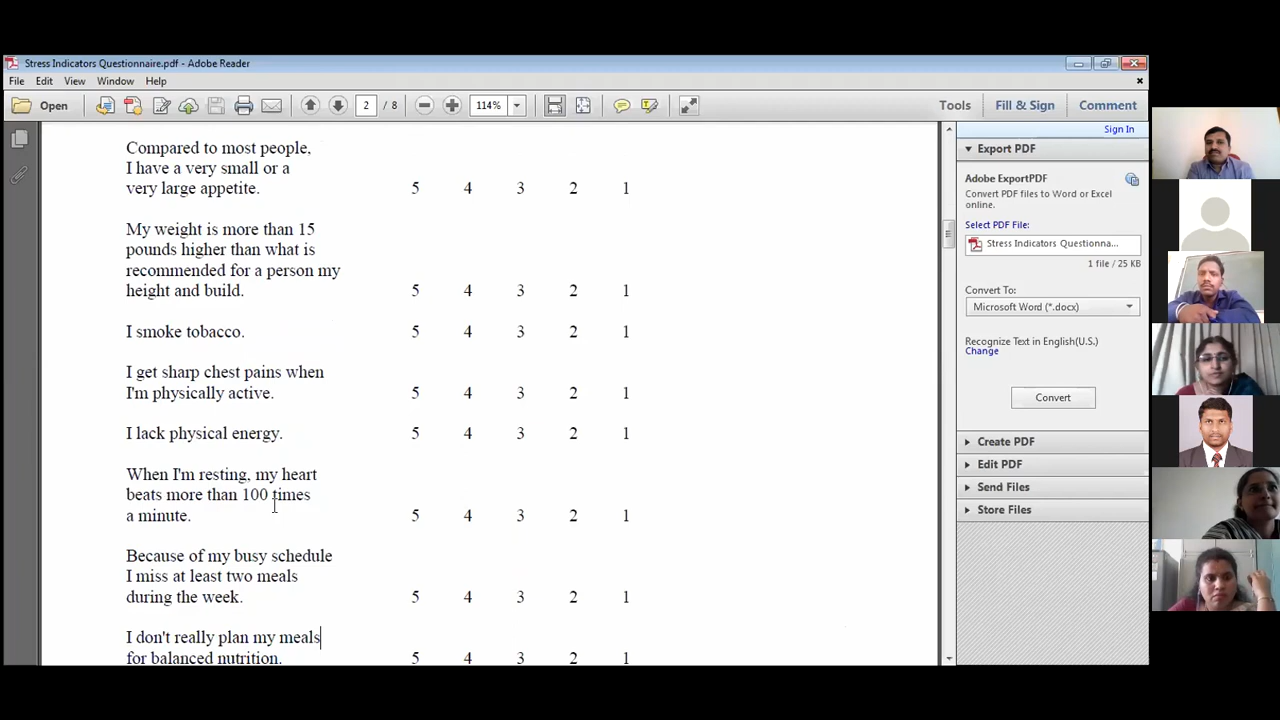 Stress Indicators Questionnaire.pdf - Adobe Reader
File Edit View Window Help
Open 2 / 8 114% Tools Fill & Sign Comment
Sign In
Compared to most people,
I have a very small or a
very large appetite. 5 4 3 2 1
My weight is more than 15
pounds higher than what is
recommended for a person my
height and build. 5 4 3 2 1
I smoke tobacco. 5 4 3 2 1
I get sharp chest pains when
I'm physically active. 5 4 3 2 1
I lack physical energy. 5 4 3 2 1
When I'm resting, my heart
beats more than 100 times
a minute. 5 4 3 2 1
Because of my busy schedule
I miss at least two meals
during the week. 5 4 3 2 1
I don't really plan my meals
for balanced nutrition. 5 4 3 2 1
Export PDF
Adobe ExportPDF
Convert PDF files to Word or Excel
online.
Select PDF File:
Stress Indicators Questionna...
1 file / 25 KB
Convert To:
Microsoft Word (*.docx)
Recognize Text in English(U.S.)
Change
Convert
Create PDF
Edit PDF
Send Files
Store Files